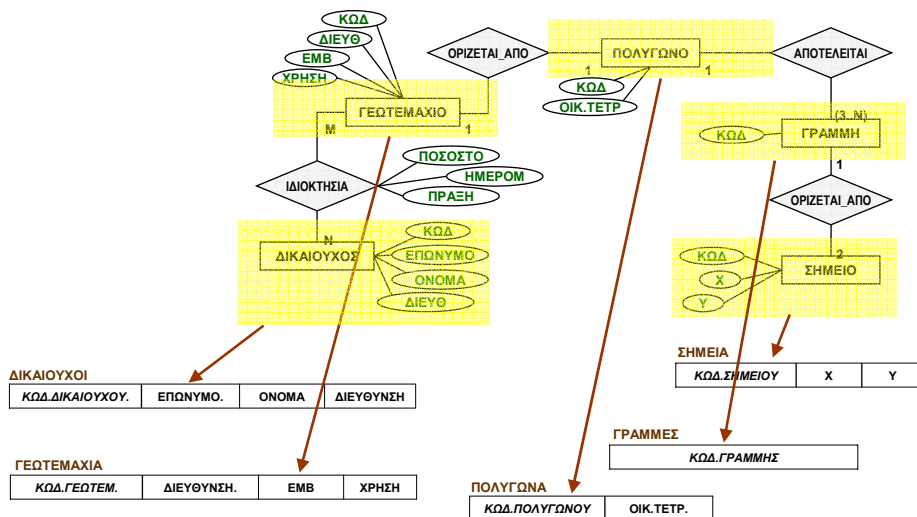 ΚΩΔ
ΔΙΕΥΘ
ΕΜΒ
ΧΡΗΣΗ
ΓΕΩΤΕΜΑΧΙΟ
M 1
ΟΡΙΖΕΤΑΙ_ΑΠΟ
ΠΟΛΥΓΩΝΟ
1 1
ΚΩΔ
ΟΙΚ.ΤΕΤΡ
ΑΠΟΤΕΛΕΙΤΑΙ
(3..N)
ΚΩΔ
ΓΡΑΜΜΗ
1
ΙΔΙΟΚΤΗΣΙΑ
ΠΟΣΟΣΤΟ
ΗΜΕΡΟΜ
ΠΡΑΞΗ
ΟΡΙΖΕΤΑΙ_ΑΠΟ
N
ΔΙΚΑΙΟΥΧΟΣ
ΚΩΔ
ΕΠΩΝΥΜΟ
ΟΝΟΜΑ
ΔΙΕΥΘ
2
ΚΩΔ
Χ
Υ
ΣΗΜΕΙΟ
ΔΙΚΑΙΟΥΧΟΙ
ΚΩΔ.ΔΙΚΑΙΟΥΧΟΥ. ΕΠΩΝΥΜΟ. ΟΝΟΜΑ ΔΙΕΥΘΥΝΣΗ
ΣΗΜΕΙΑ
ΚΩΔ.ΣΗΜΕΙΟΥ Χ Υ
ΓΡΑΜΜΕΣ
ΚΩΔ.ΓΡΑΜΜΗΣ
ΓΕΩΤΕΜΑΧΙΑ
ΚΩΔ.ΓΕΩΤΕΜ. ΔΙΕΥΘΥΝΣΗ. ΕΜΒ ΧΡΗΣΗ
ΠΟΛΥΓΩΝΑ
ΚΩΔ.ΠΟΛΥΓΩΝΟΥ ΟΙΚ.ΤΕΤΡ.